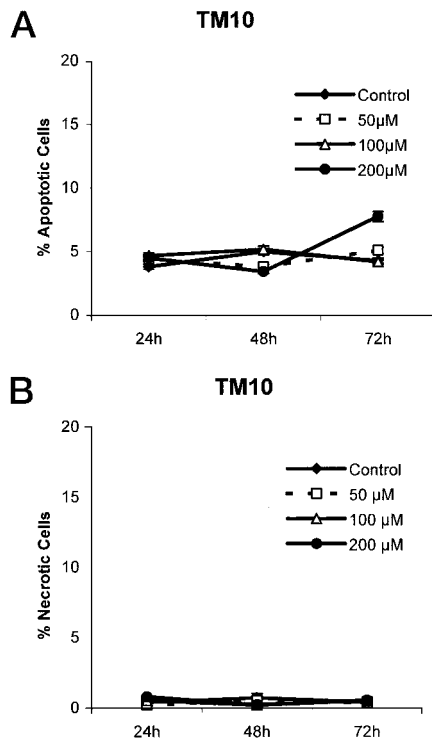 A
TM10
20
15
10
5
0
% Apoptotic Cells
Control
50µM
100µM
200µM
24h
48h
72h
B
TM10
20
15
10
5
0
% Necrotic Cells
Control
50 µM
100 µM
200 µM
24h
48h
72h